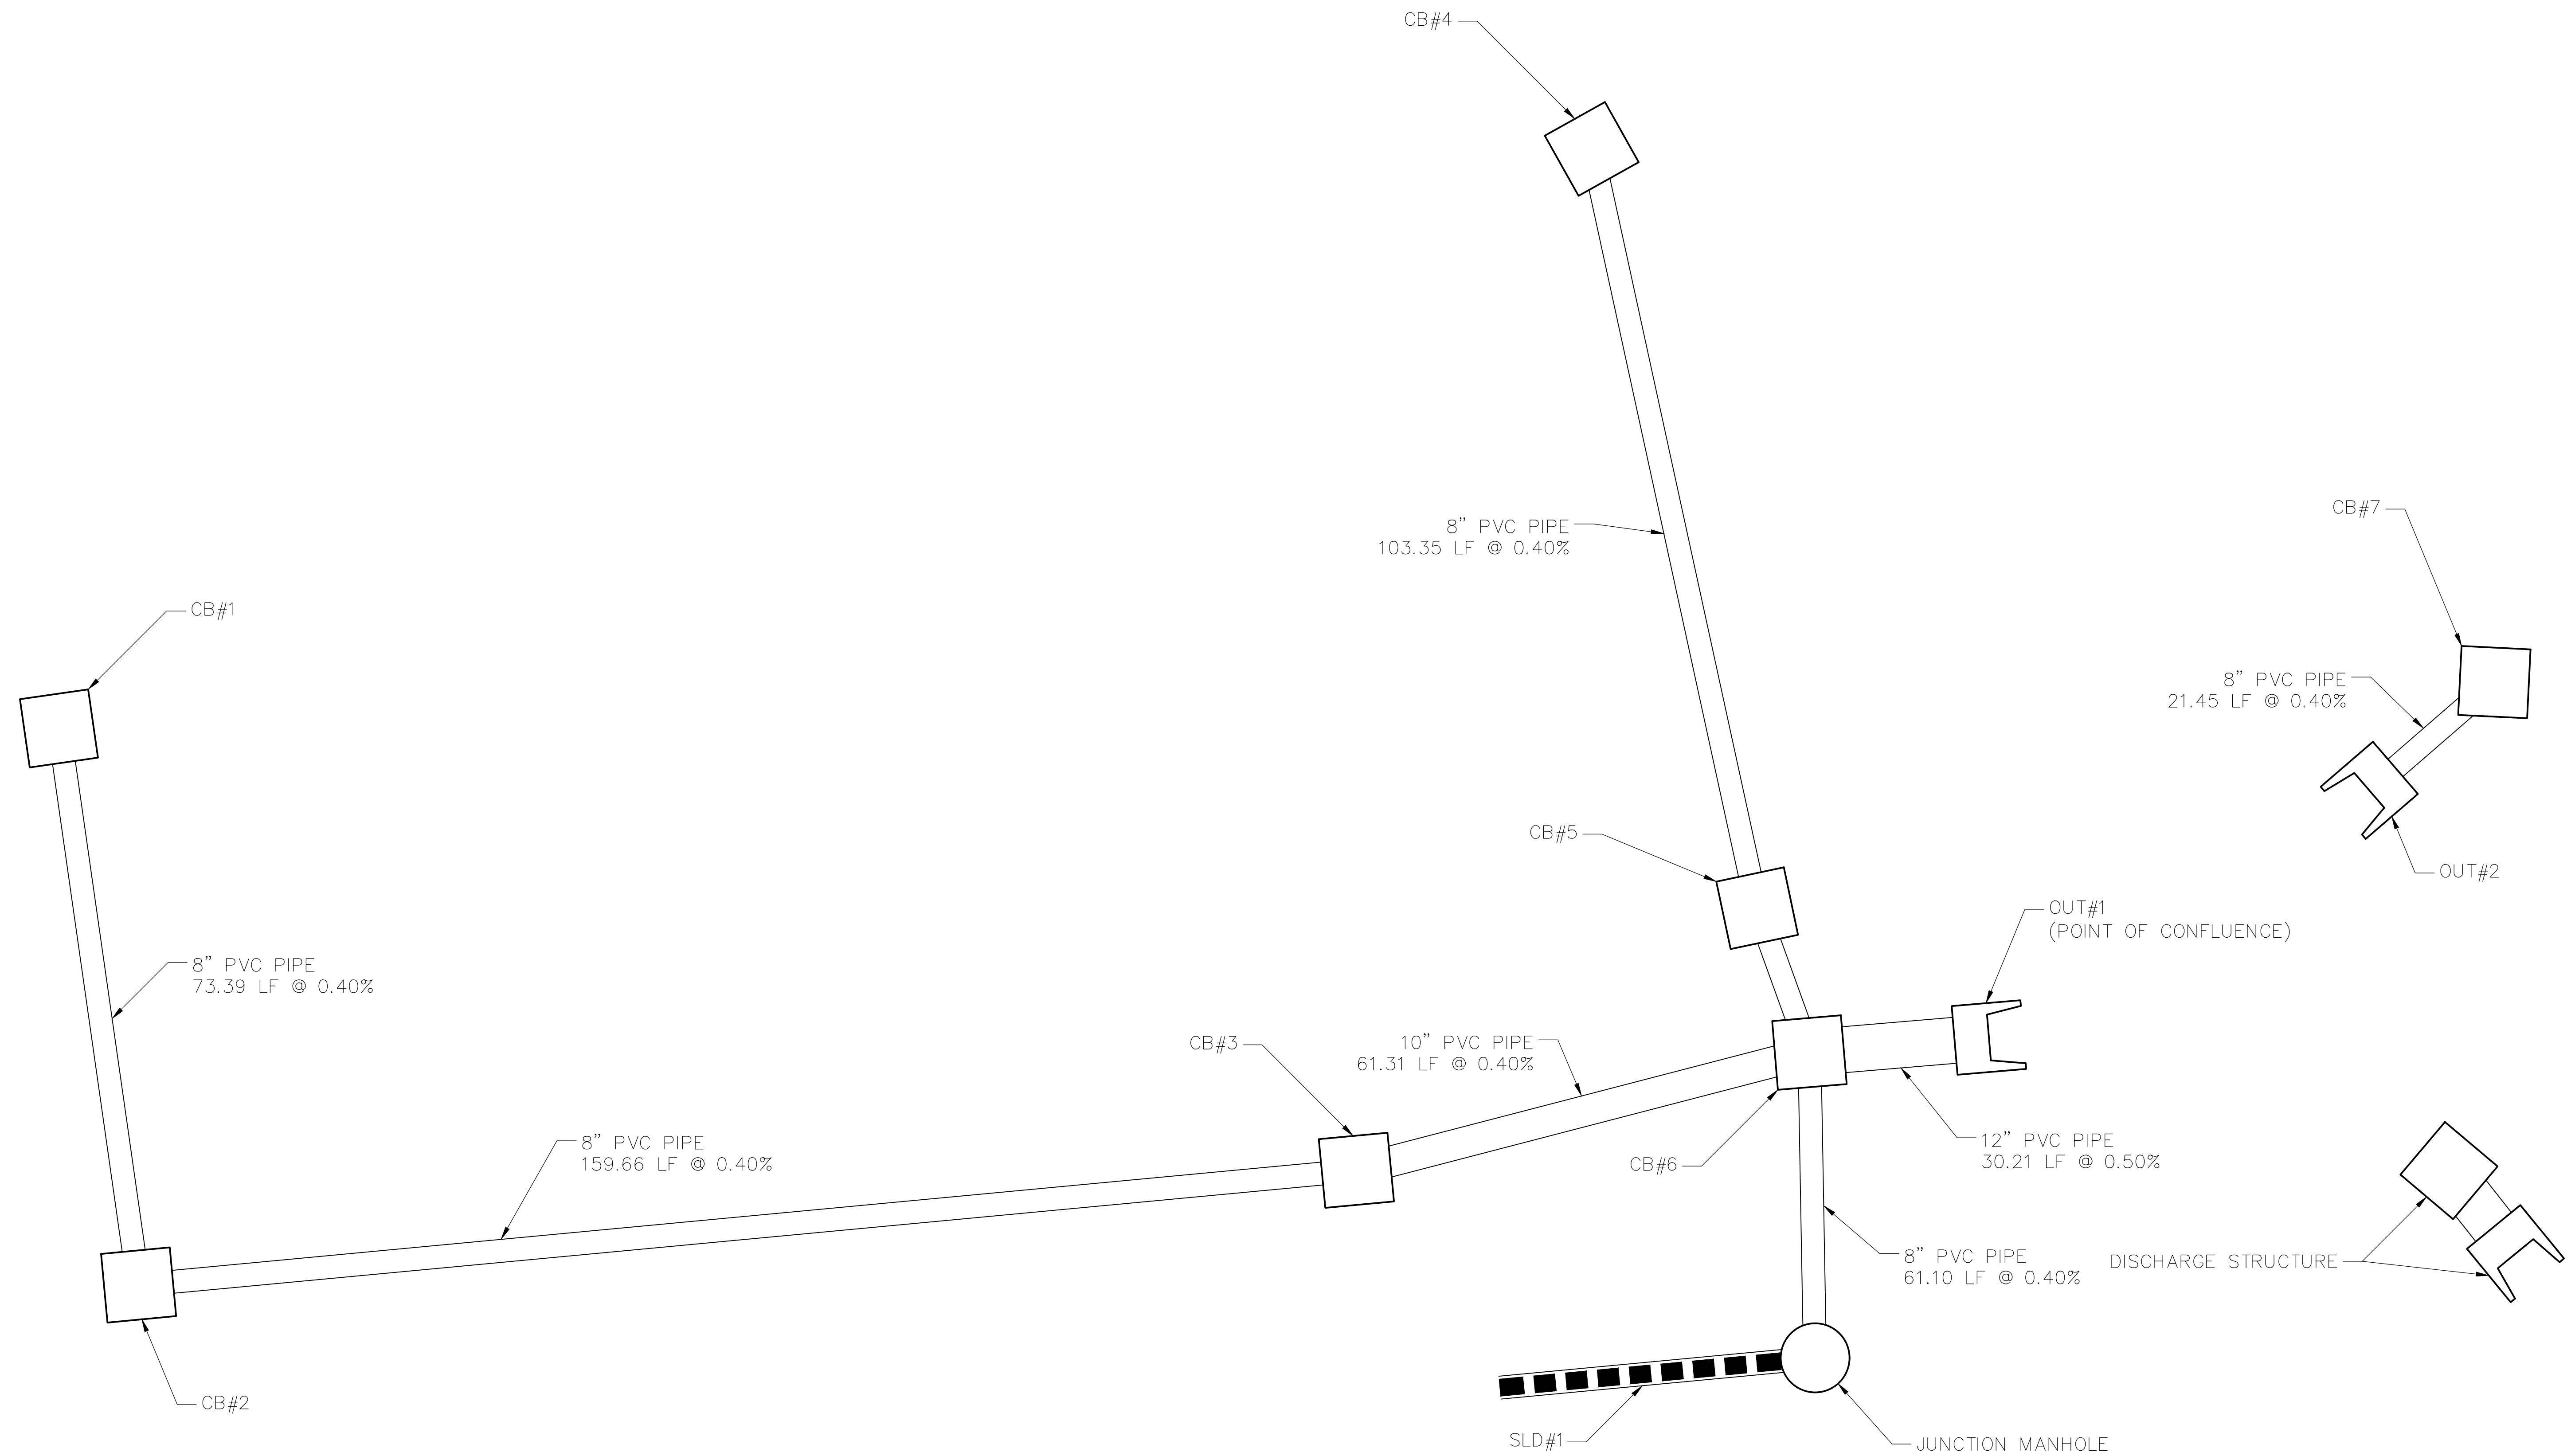 CB#4
8" PVC PIPE
103.35 LF @ 0.40%
CB#7
CB#1
8" PVC PIPE
21.45 LF @ 0.40%
CB#5
OUT#2
OUT#1
(POINT OF CONFLUENCE)
8" PVC PIPE
73.39 LF @ 0.40%
CB#3
10" PVC PIPE
61.31 LF @ 0.40%
8" PVC PIPE
159.66 LF @ 0.40%
CB#6
12" PVC PIPE
30.21 LF @ 0.50%
8" PVC PIPE
61.10 LF @ 0.40%
DISCHARGE STRUCTURE
CB#2
SLD#1
JUNCTION MANHOLE